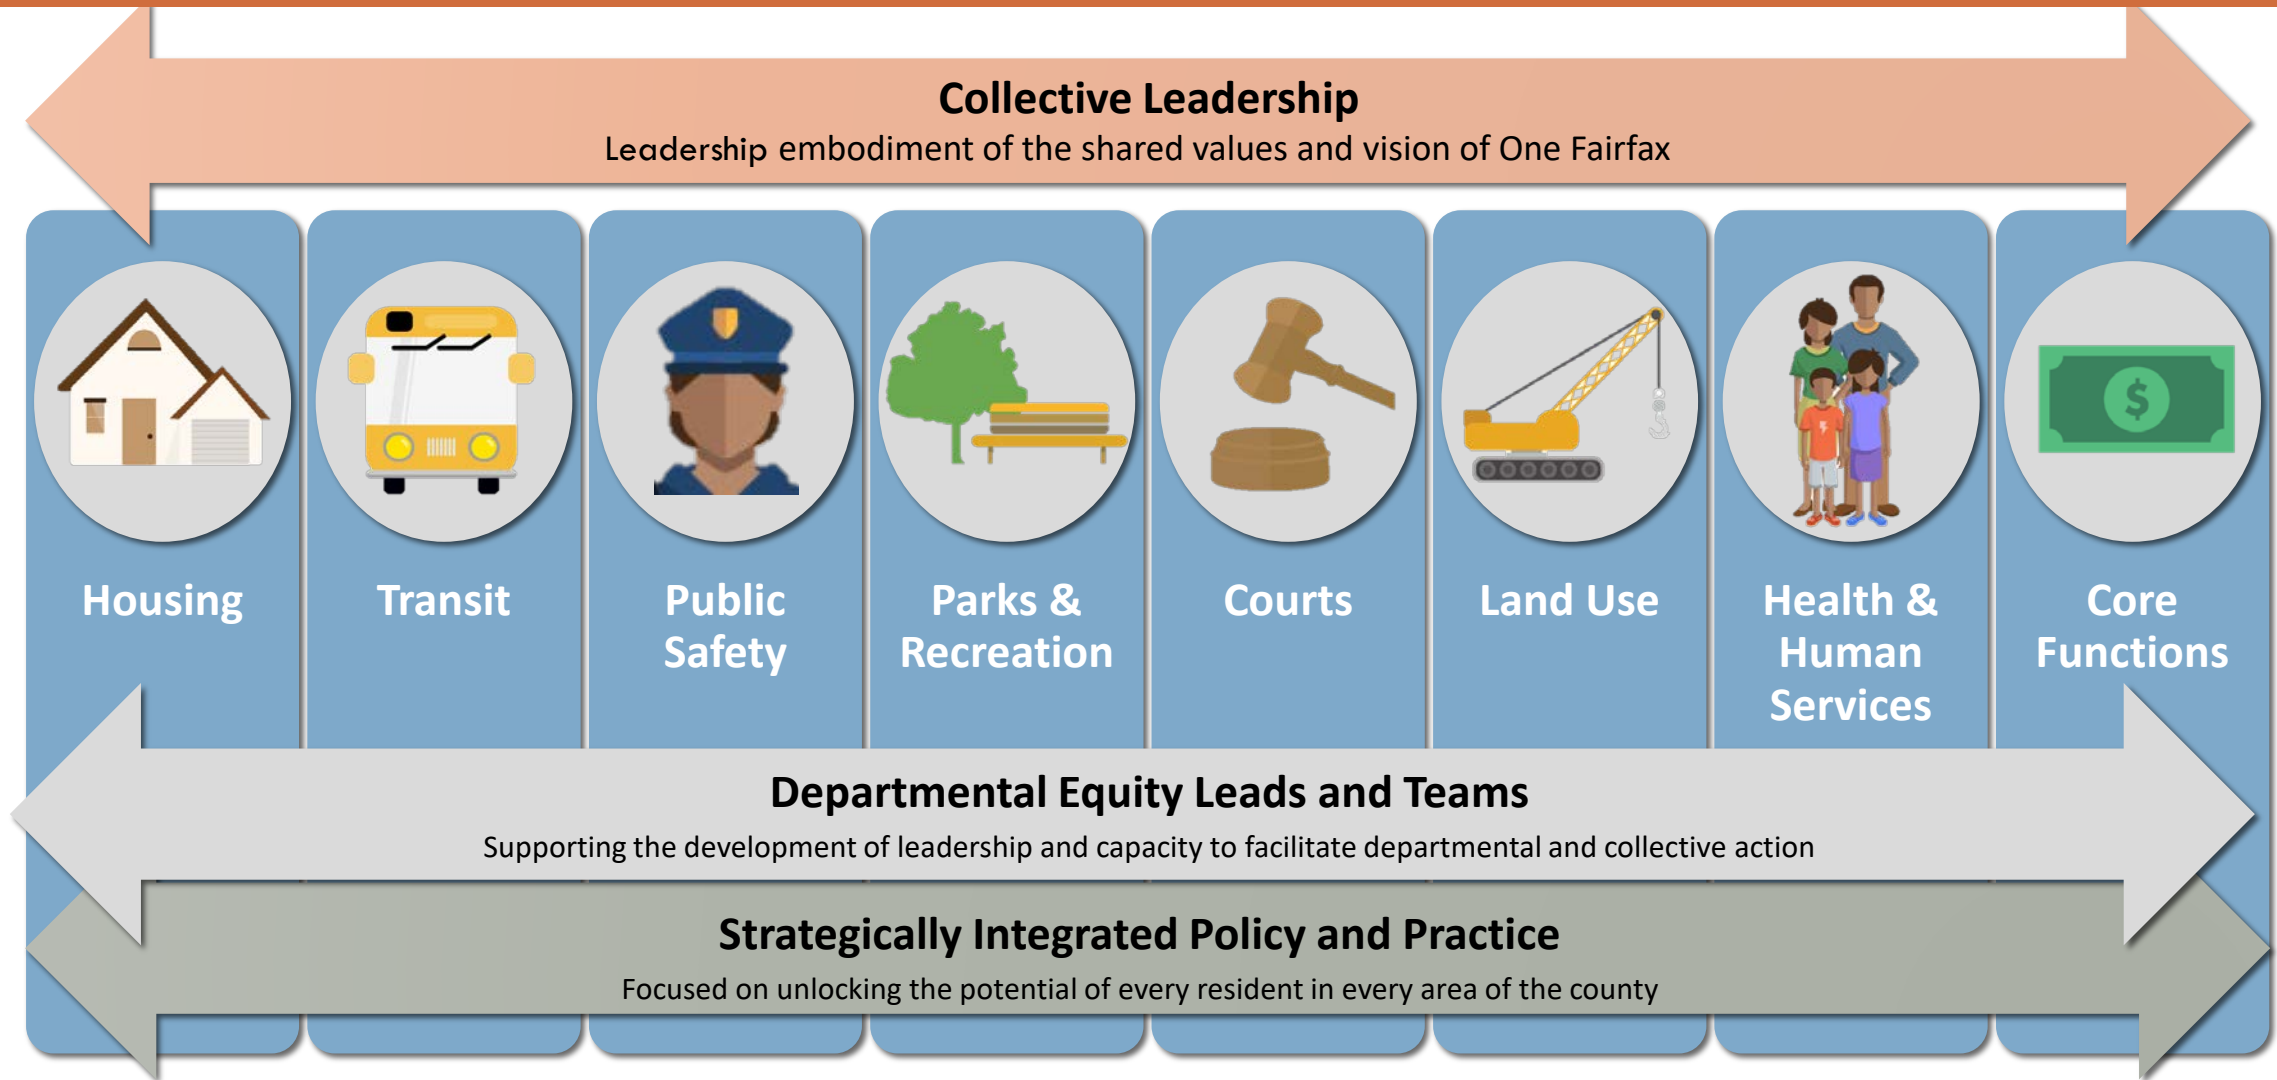 Collective Leadership
Leadership embodiment of the shared values and vision of One Fairfax
Housing
Transit
Public
Safety
Parks &
Recreation
Courts
Land Use
Health &
Human
Services
Core
Functions
$
Departmental Equity Leads and Teams
Supporting the development of leadership and capacity to facilitate departmental and collective action
Strategically Integrated Policy and Practice
Focused on unlocking the potential of every resident in every area of the county